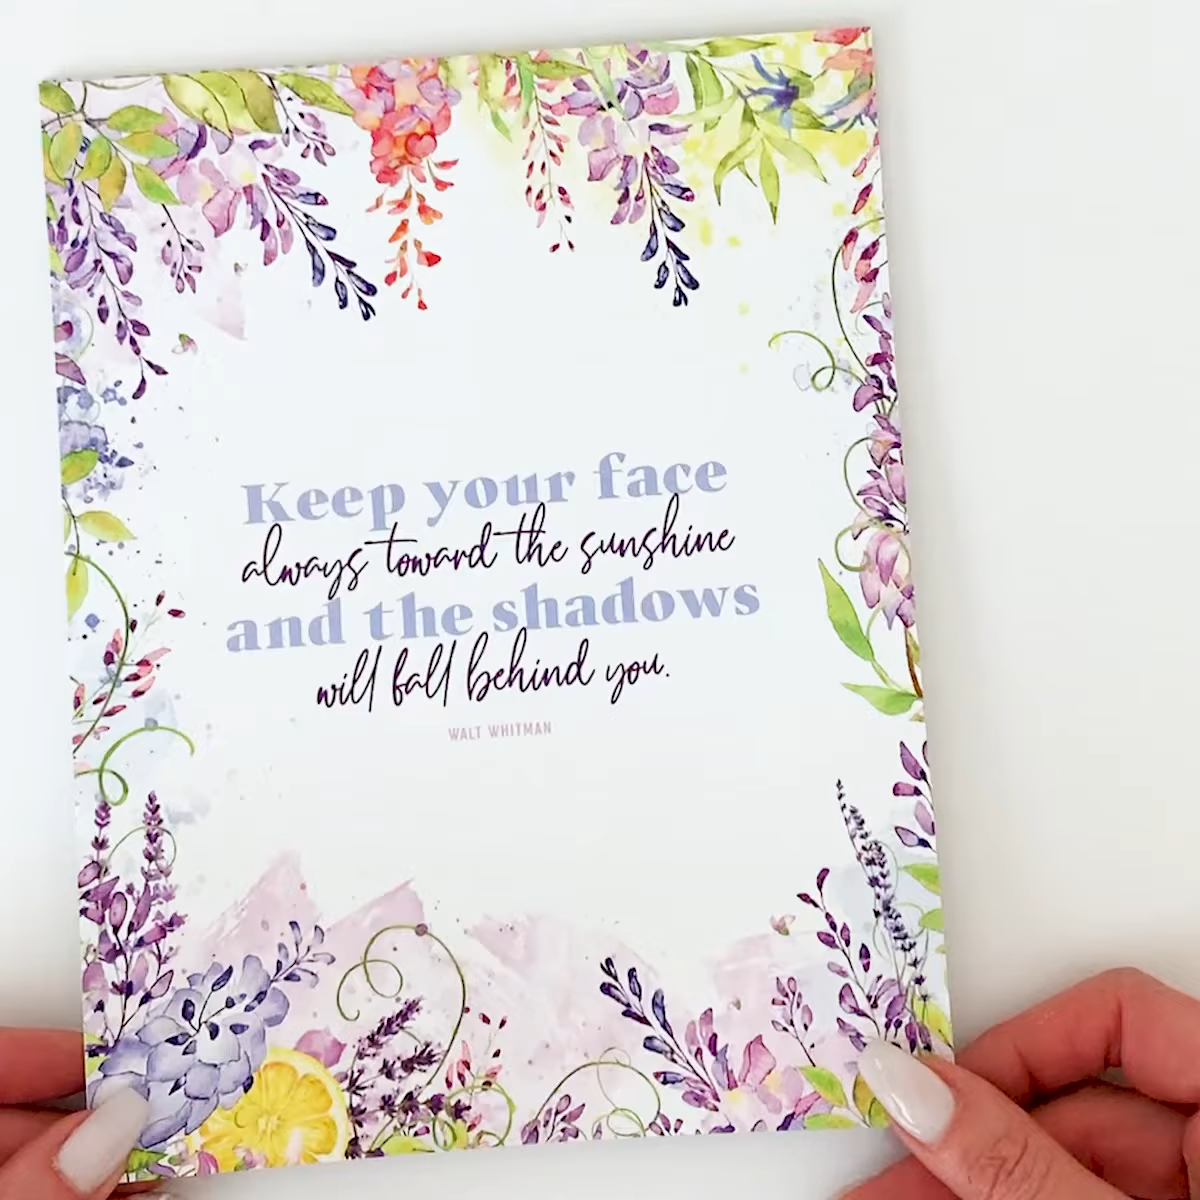 Keep your face
always toward the sunshine
and the shadows
will fall behind you.
WALT WHITMAN